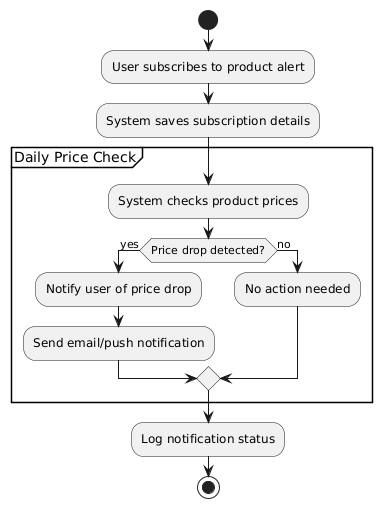 User subscribes to product alert
System saves subscription details
Daily Price Check
System checks product prices
Price drop detected?
yes
no
Notify user of price drop
No action needed
Send email/push notification
Log notification status